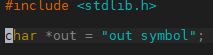 #include <stdlib.h>
char *out = "out symbol";